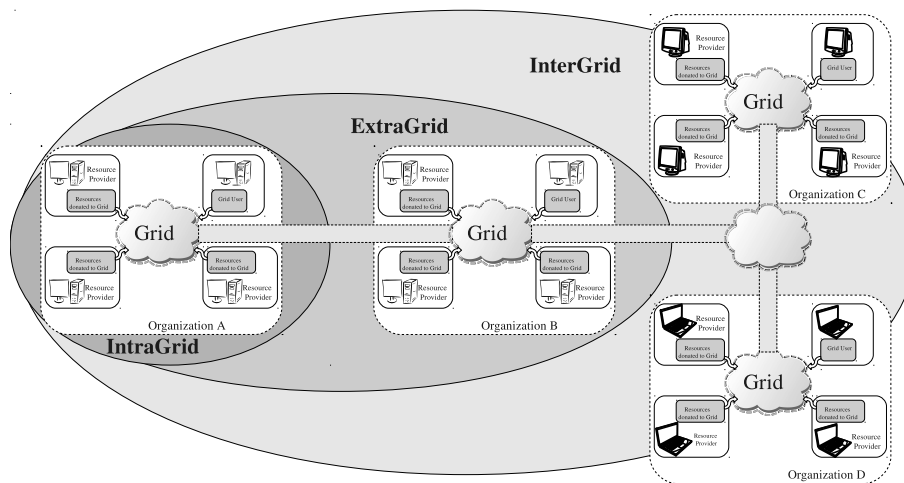 InterGrid
ExtraGrid
IntraGrid
Resource
Provider
Resources
donated to Grid
Grid User
Grid
Resources
donated to Grid
Resources
donated to Grid
Resource
Provider
Resource
Provider
Organization A
Resource
Provider
Resources
donated to Grid
Grid User
Grid
Resources
donated to Grid
Resources
donated to Grid
Resource
Provider
Resource
Provider
Organization B
Resource
Provider
Resources
donated to Grid
Grid User
Grid
Resources
donated to Grid
Resources
donated to Grid
Resource
Provider
Resource
Provider
Organization C
Resource
Provider
Resources
donated to Grid
Grid User
Grid
Resources
donated to Grid
Resources
donated to Grid
Resource
Provider
Resource
Provider
Organization D